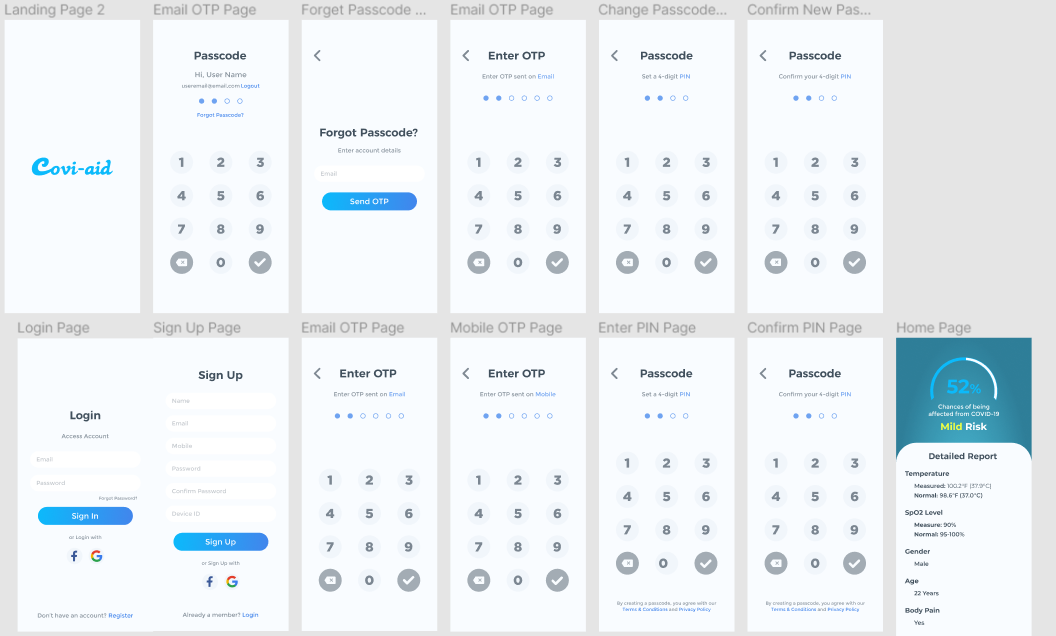 Landing Page 2
Covi-aid
Email OTP Page
Passcode
Hi, User Name
useremail@email.com Logout
Forgot Passcode?
1 2 3
4 5 6
7 8 9
0
Forget Passcode ...
Forgot Passcode?
Enter account details
Email
Send OTP
Email OTP Page
Enter OTP
Enter OTP sent on Email
1 2 3
4 5 6
7 8 9
0
Change Passcode...
Passcode
Set a 4-digit PIN
1 2 3
4 5 6
7 8 9
0
Confirm New Pas...
Passcode
Confirm your 4-digit PIN
1 2 3
4 5 6
7 8 9
0
Login Page
Login
Access Account
Email
Password
Forgot Password?
Sign In
or Login with
Don't have an account? Register
Sign Up Page
Sign Up
Name
Email
Mobile
Password
Confirm Password
Device ID
Sign Up
or Sign Up with
Already a member? Login
Email OTP Page
Enter OTP
Enter OTP sent on Email
1 2 3
4 5 6
7 8 9
0
Mobile OTP Page
Enter OTP
Enter OTP sent on Mobile
1 2 3
4 5 6
7 8 9
0
Enter PIN Page
Passcode
Set a 4-digit PIN
1 2 3
4 5 6
7 8 9
0
By creating a passcode, you agree with our
Terms & Conditions and Privacy Policy
Confirm PIN Page
Passcode
Confirm your 4-digit PIN
1 2 3
4 5 6
7 8 9
0
By creating a passcode, you agree with our
Terms & Conditions and Privacy Policy
Home Page
52%
Chances of being
affected from COVID-19
Mild Risk
Detailed Report
Temperature
Measured: 100.2°F (37.9°C)
Normal: 98.6°F (37.0°C)
SpO2 Level
Measure: 90%
Normal: 95-100%
Gender
Male
Age
22 Years
Body Pain
Yes